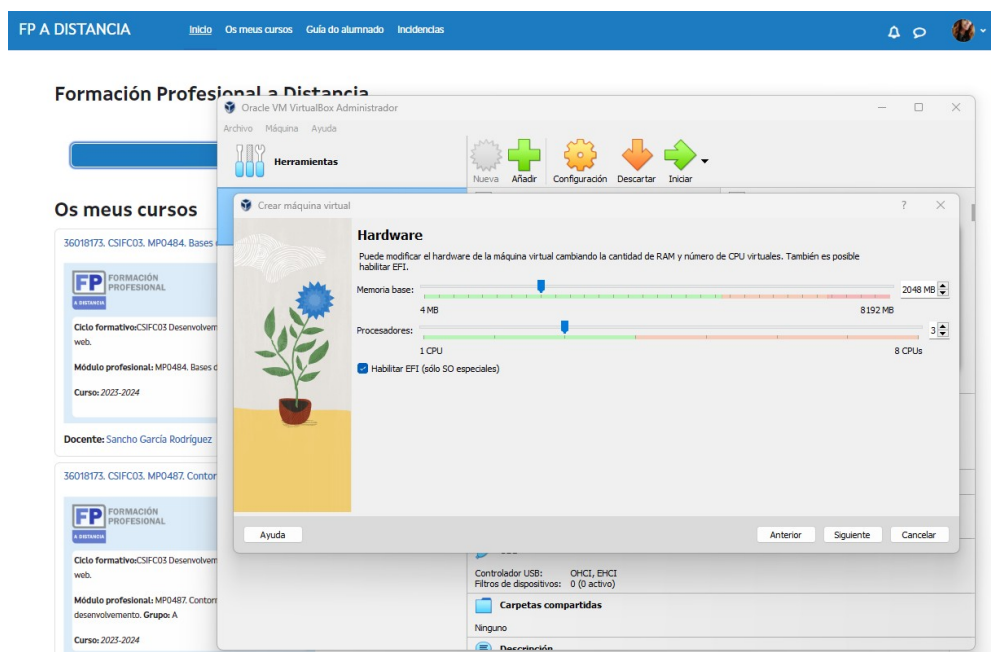 FP A DISTANCIA
Inicio
Os meus cursos
Guía do alumnado
Incidencias
Formación Profesional a Distancia
Oracle VM VirtualBox Administrador
Archivo Máquina Ayuda
Herramientas
Nueva Añadir Configuración Descartar Iniciar
Os meus cursos
36018173. CSIFC03. MP0484. Bases
FP FORMACIÓN
PROFESIONAL
A DISTANCIA
Ciclo formativo:CSIFC03 Desenvolvem
web.
Módulo profesional: MP0484. Bases d
Curso: 2023-2024
Docente: Sancho García Rodríguez
36018173. CSIFC03. MP0487. Contor
FP FORMACIÓN
PROFESIONAL
A DISTANCIA
Ciclo formativo:CSIFC03 Desenvolvem
web.
Módulo profesional: MP0487. Contorn
desenvolvemento. Grupo: A
Curso: 2023-2024
Crear máquina virtual
?
Hardware
Puede modificar el hardware de la máquina virtual cambiando la cantidad de RAM y número de CPU virtuales. También es posible
habilitar EFI.
Memoria base:
2048 MB
4 MB
8192 MB
Procesadores:
3
1 CPU
8 CPUs
Habilitar EFI (sólo SO especiales)
Ayuda
Anterior
Siguiente
Cancelar
Controlador USB: OHCI, EHCI
Filtros de dispositivos: 0 (0 activo)
Carpetas compartidas
Ninguno
Descripción